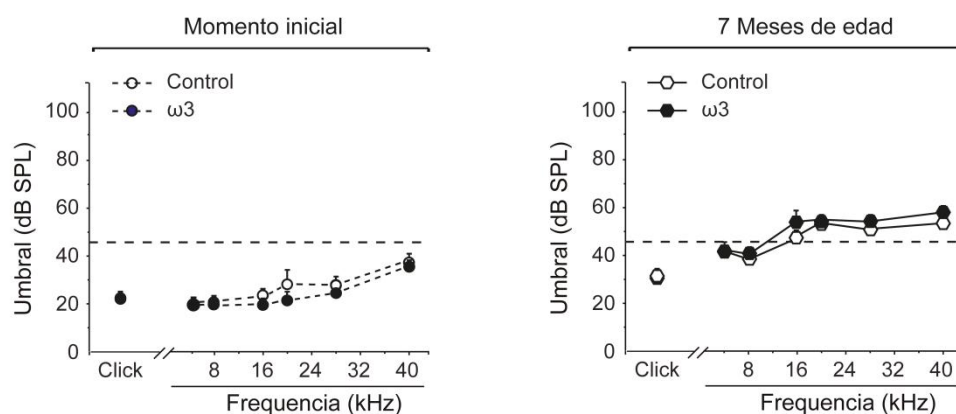 Momento inicial
Control
ω3
100
80
60
40
20
0
Umbral (dB SPL)
Click
8
16
24
32
40
Frequencia (kHz)
7 Meses de edad
Control
ω3
100
80
60
40
20
0
Umbral (dB SPL)
Click
8
16
24
32
40
Frequencia (kHz)